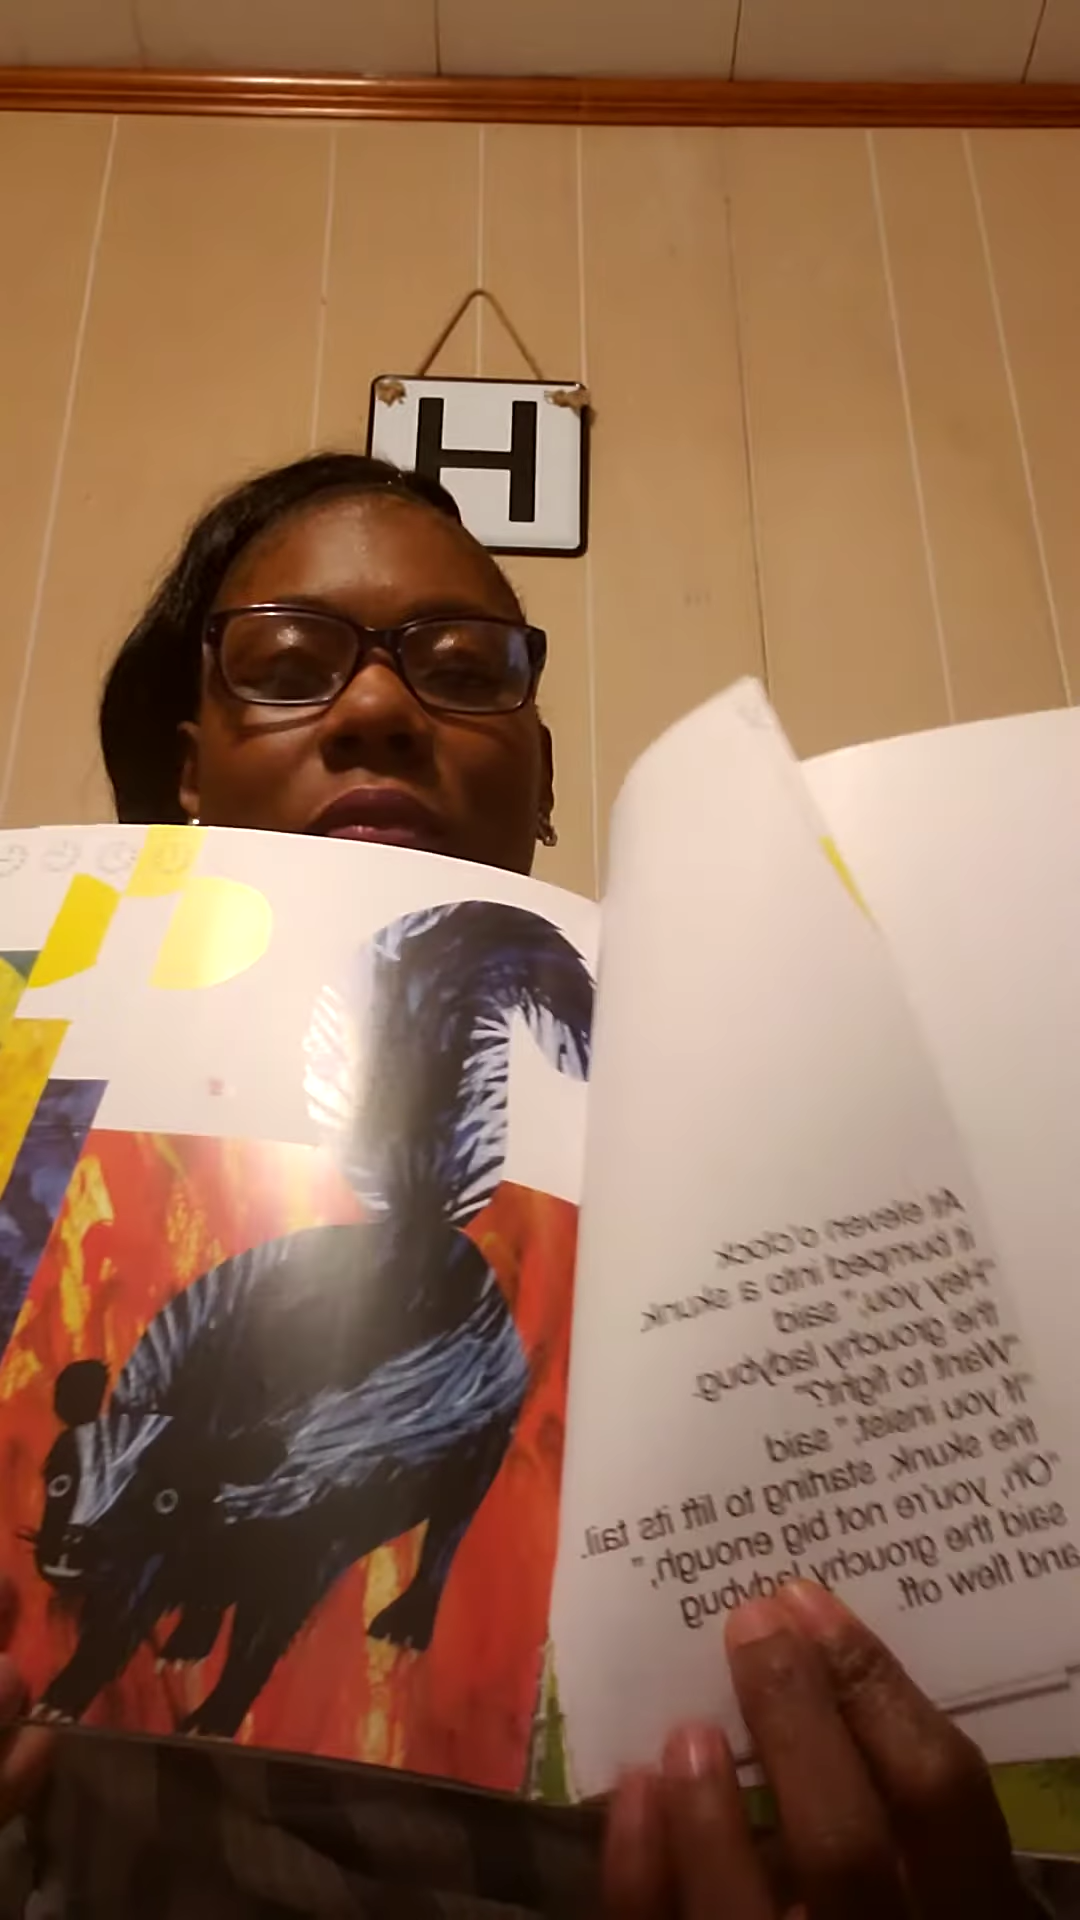 H
At eleven o'clock
it bumped into a skunk.
"Hey you," said
the grouchy ladybug.
"Want to fight?"
"If you insist," said
the skunk, starting to lift its tail.
"Oh, you're not big enough,"
said the grouchy ladybug
and flew off.